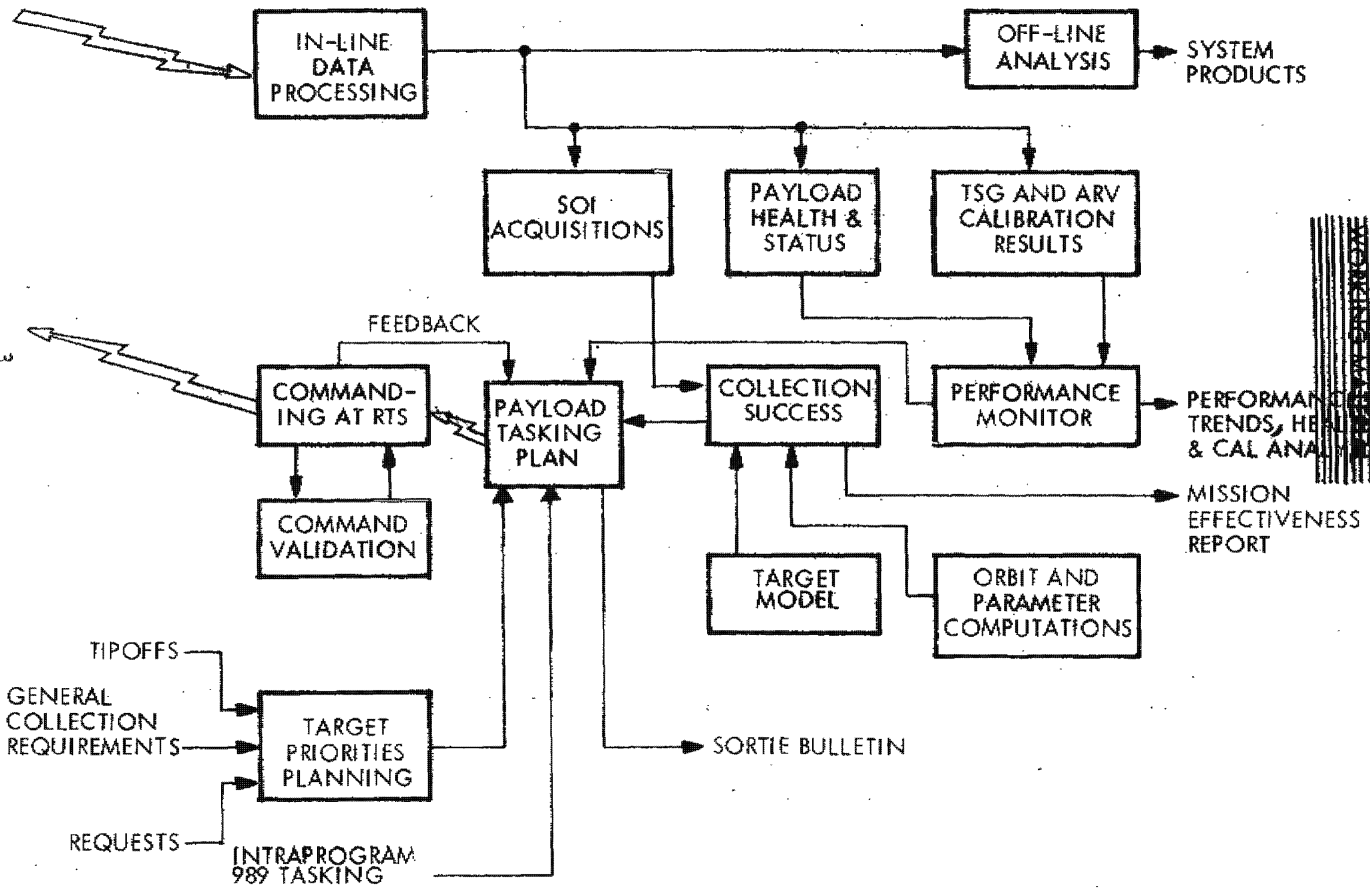 IN-LINE
DATA
PROCESSING
OFF-LINE
ANALYSIS
SYSTEM
PRODUCTS
SOI
ACQUISITIONS
PAYLOAD
HEALTH &
STATUS
TSG AND ARV
CALIBRATION
RESULTS
FEEDBACK
COMMAND-
ING AT RTS
PAYLOAD
TASKING
PLAN
COLLECTION
SUCCESS
PERFORMANCE
MONITOR
PERFORMANCE
TRENDS,
& CAL
MISSION
EFFECTIVENESS
REPORT
COMMAND
VALIDATION
TARGET
MODEL
ORBIT AND
PARAMETER
COMPUTATIONS
TIPOFFS
GENERAL
COLLECTION
REQUIREMENTS
REQUESTS
TARGET
PRIORITIES
PLANNING
SORTIE BULLETIN
INTRAPROGRAM
989 TASKING